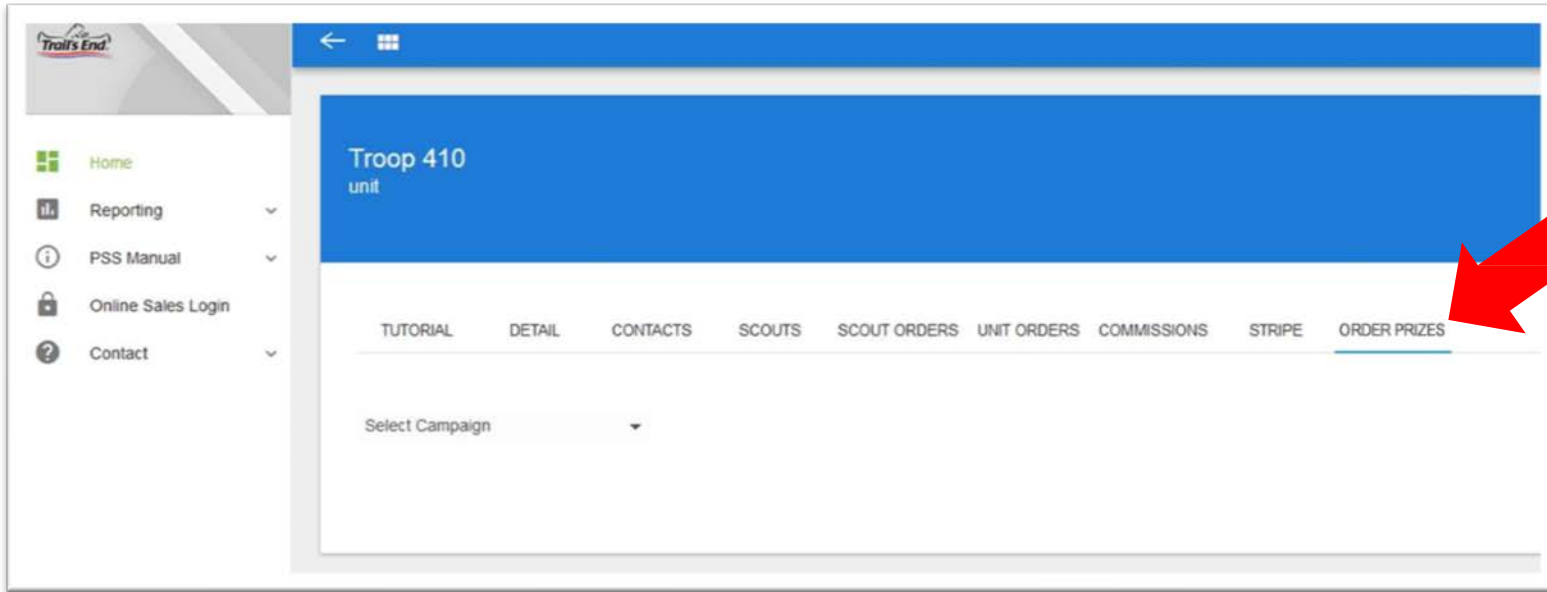 Trail's End
Home
Reporting
PSS Manual
Online Sales Login
Contact
Troop 410
unit
TUTORIAL DETAIL CONTACTS SCOUTS SCOUT ORDERS UNIT ORDERS COMMISSIONS STRIPE ORDER PRIZES
Select Campaign